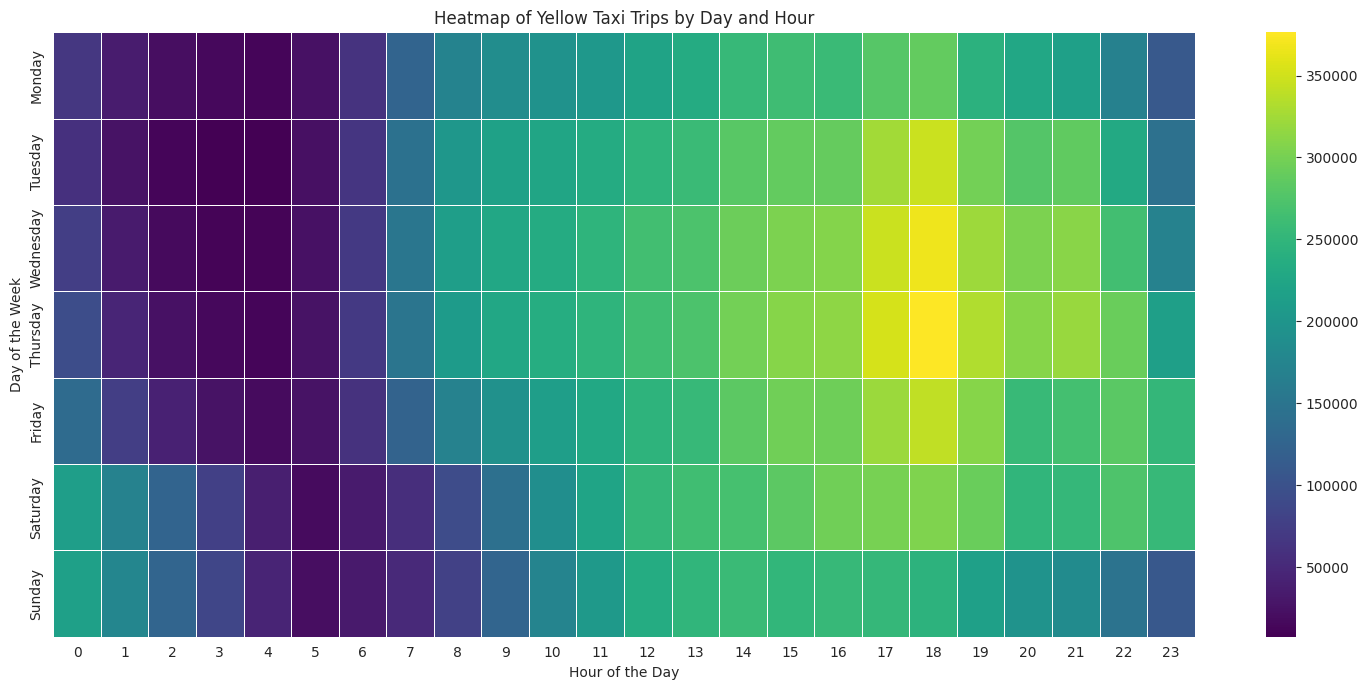 Heatmap of Yellow Taxi Trips by Day and Hour
Day of the Week
Monday
Tuesday
Wednesday
Thursday
Friday
Saturday
Sunday
0 1 2 3 4 5 6 7 8 9 10 11 12 13 14 15 16 17 18 19 20 21 22 23
Hour of the Day
350000
300000
250000
200000
150000
100000
50000